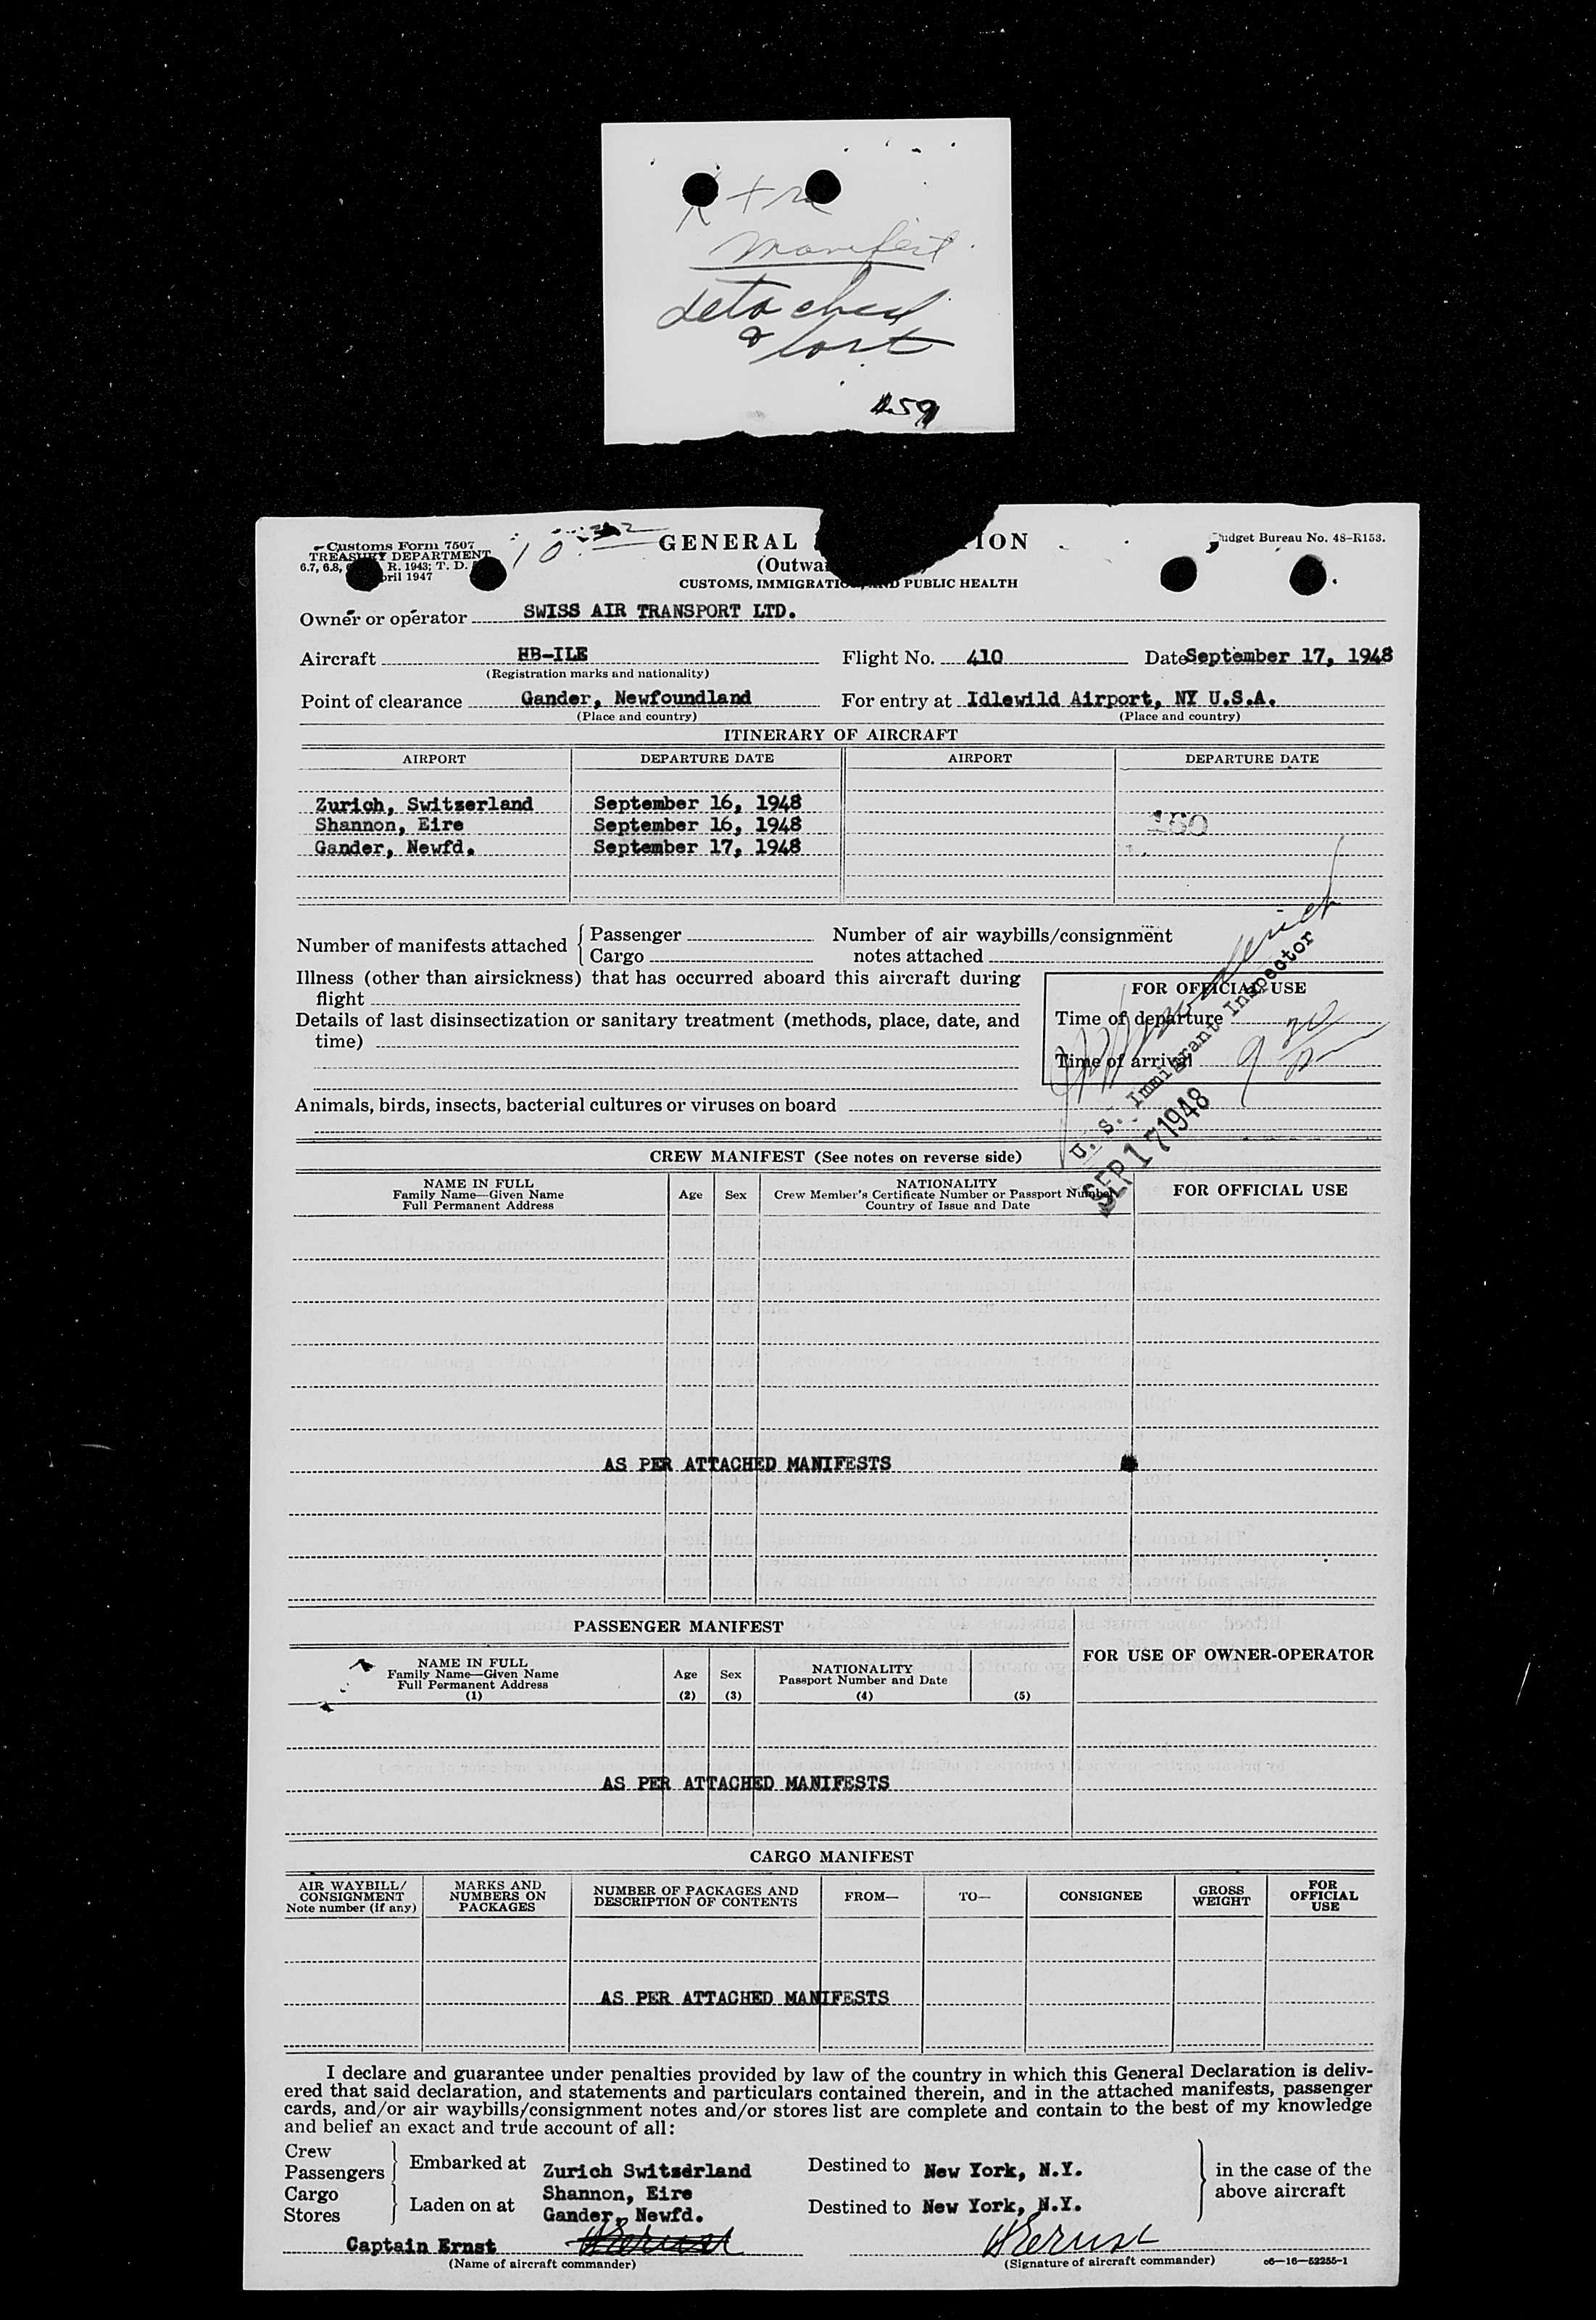 manifest
detached
& lost
Customs Form 7507
TREASURY DEPARTMENT
6.7, 6.8, R. 1943; T. D.
April 1947
GENERAL ION
(Outwa
CUSTOMS, IMMIGRATION, AND PUBLIC HEALTH
Budget Bureau No. 48-R153.
Owner or operator SWISS AIR TRANSPORT LTD.
Aircraft HB-ILE Flight No. 410 Date September 17, 1948
(Registration marks and nationality)
Point of clearance Gander, Newfoundland For entry at Idlewild Airport, NY U.S.A.
(Place and country) (Place and country)
ITINERARY OF AIRCRAFT
AIRPORT DEPARTURE DATE AIRPORT DEPARTURE DATE
Zurich, Switzerland September 16, 1948
Shannon, Eire September 16, 1948
Gander, Newfd. September 17, 1948
Number of manifests attached { Passenger Number of air waybills/consignment
Cargo notes attached
Illness (other than airsickness) that has occurred aboard this aircraft during
flight
Details of last disinsectization or sanitary treatment (methods, place, date, and
time)
FOR OFFICIAL USE
Time of departure
Time of arrival 9 30 pm
U. S. Immigrant Inspector
SEP 17 1948
Animals, birds, insects, bacterial cultures or viruses on board
CREW MANIFEST (See notes on reverse side)
NAME IN FULL
Family Name—Given Name
Full Permanent Address
Age
Sex
NATIONALITY
Crew Member's Certificate Number or Passport Number
Country of Issue and Date
FOR OFFICIAL USE
AS PER ATTACHED MANIFESTS
PASSENGER MANIFEST
FOR USE OF OWNER-OPERATOR
NAME IN FULL
Family Name—Given Name
Full Permanent Address
(1)
Age
(2)
Sex
(3)
NATIONALITY
Passport Number and Date
(4)
(5)
AS PER ATTACHED MANIFESTS
CARGO MANIFEST
AIR WAYBILL/
CONSIGNMENT
Note number (if any)
MARKS AND
NUMBERS ON
PACKAGES
NUMBER OF PACKAGES AND
DESCRIPTION OF CONTENTS
FROM—
TO—
CONSIGNEE
GROSS
WEIGHT
FOR
OFFICIAL
USE
AS PER ATTACHED MANIFESTS
I declare and guarantee under penalties provided by law of the country in which this General Declaration is deliv-
ered that said declaration, and statements and particulars contained therein, and in the attached manifests, passenger
cards, and/or air waybills/consignment notes and/or stores list are complete and contain to the best of my knowledge
and belief an exact and true account of all:
Crew
Passengers } Embarked at Zurich Switzdrland Destined to New York, N.Y. } in the case of the
Cargo Shannon, Eire above aircraft
Stores } Laden on at Gander, Newfd. Destined to New York, N.Y.
Captain Ernst
(Name of aircraft commander) (Signature of aircraft commander) c6—16—52255-1